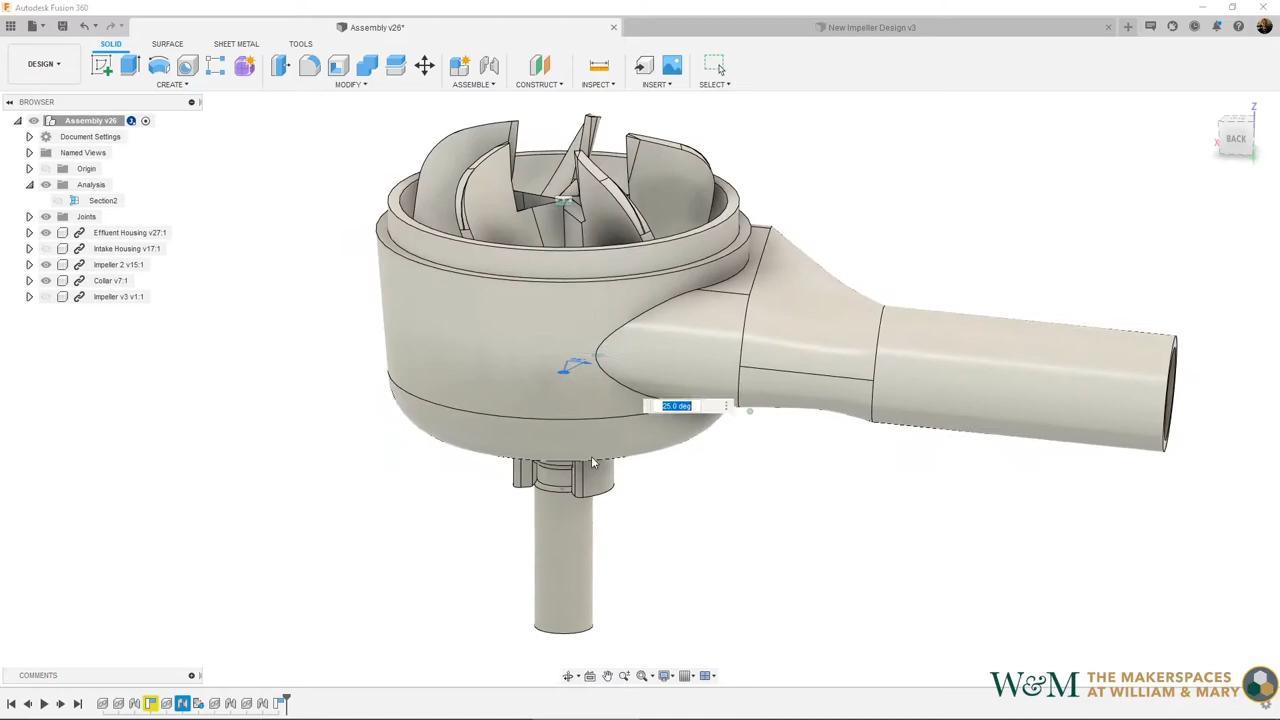 Autodesk Fusion 360
Assembly v26*
New Impeller Design v3
DESIGN
SOLID SURFACE SHEET METAL TOOLS
CREATE MODIFY ASSEMBLE CONSTRUCT INSPECT INSERT SELECT
BROWSER
Assembly v26
Document Settings
Named Views
Origin
Analysis
Section2
Joints
Effluent Housing v27:1
Intake Housing v17:1
Impeller 2 v15:1
Collar v7:1
Impeller v3 v1:1
Z
BACK
X
25.0 deg
COMMENTS
W&M THE MAKERSPACES
AT WILLIAM & MARY